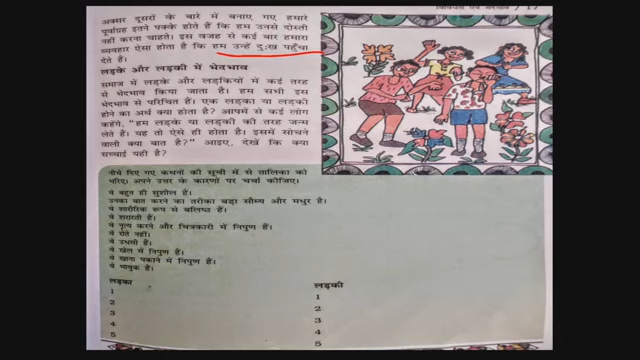 विविधता एवं भेदभाव / 17
अक्सर दूसरों के बारे में बनाए गए हमारे
पूर्वाग्रह इतने पक्के होते हैं कि हम उनसे दोस्ती
नहीं करना चाहते। इस वजह से कई बार हमारा
व्यवहार ऐसा होता है कि हम उन्हें दुःख पहुँचा
देते हैं।
लड़के और लड़की में भेदभाव
समाज में लड़के और लड़कियों में कई तरह
से भेदभाव किया जाता है। हम सभी इस
भेदभाव से परिचित हैं। एक लड़का या लड़की
होने का अर्थ क्या होता है? आपमें से कई लोग
कहेंगे, "हम लड़के या लड़की की तरह जन्म
लेते हैं। यह तो ऐसे ही होता है। इसमें सोचने
वाली क्या बात है?" आइए, देखें कि क्या
सच्चाई यही है?
नीचे दिए गए कथनों की सूची में से तालिका को
भरिए। अपने उत्तर के कारणों पर चर्चा कीजिए।
वे बहुत ही सुशील हैं।
उनका बात करने का तरीका बड़ा सौम्य और मधुर है।
वे शारीरिक रूप से बलिष्ठ हैं।
वे शरारती हैं।
वे नृत्य करने और चित्रकारी में निपुण हैं।
वे रोते नहीं।
वे उधमी हैं।
वे खेल में निपुण हैं।
वे खाना पकाने में निपुण हैं।
वे भावुक हैं।
लड़का
1
2
3
4
5
लड़की
1
2
3
4
5